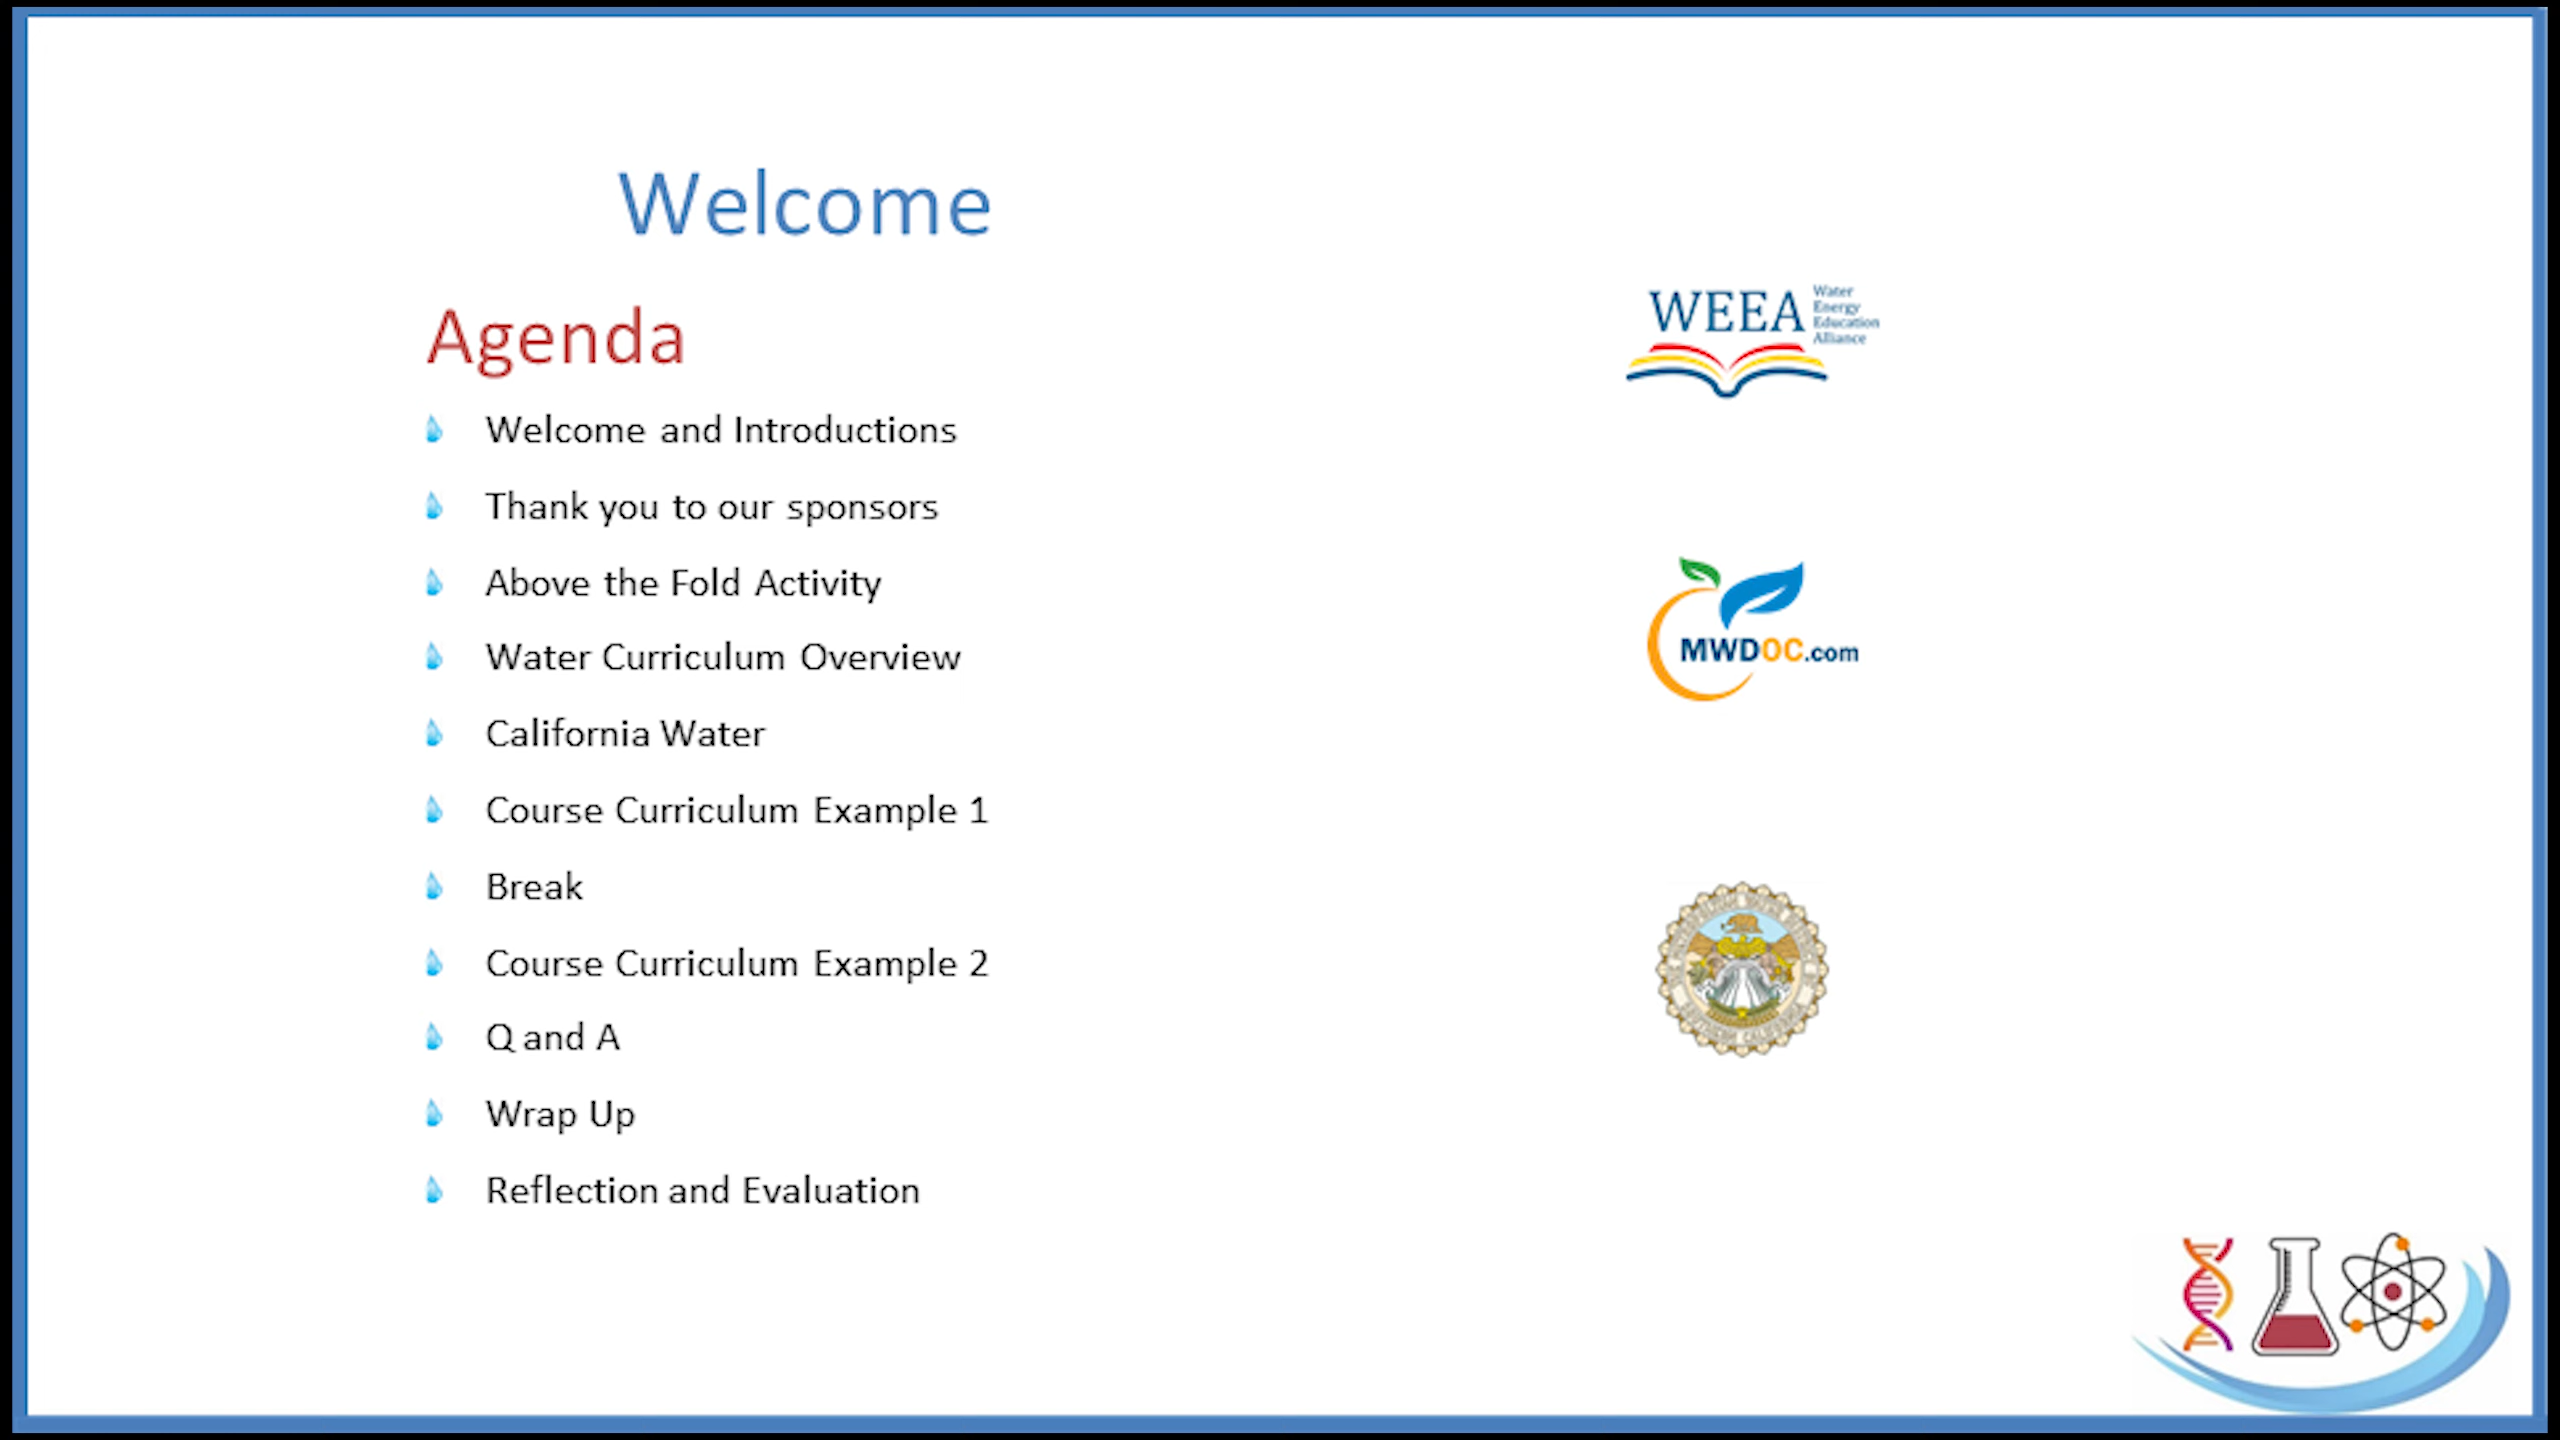 Welcome
Agenda
Welcome and Introductions
Thank you to our sponsors
Above the Fold Activity
Water Curriculum Overview
California Water
Course Curriculum Example 1
Break
Course Curriculum Example 2
Q and A
Wrap Up
Reflection and Evaluation
WEEA
Water
Energy
Education
Alliance
MWDOC.com
SOUTHERN CALIFORNIA